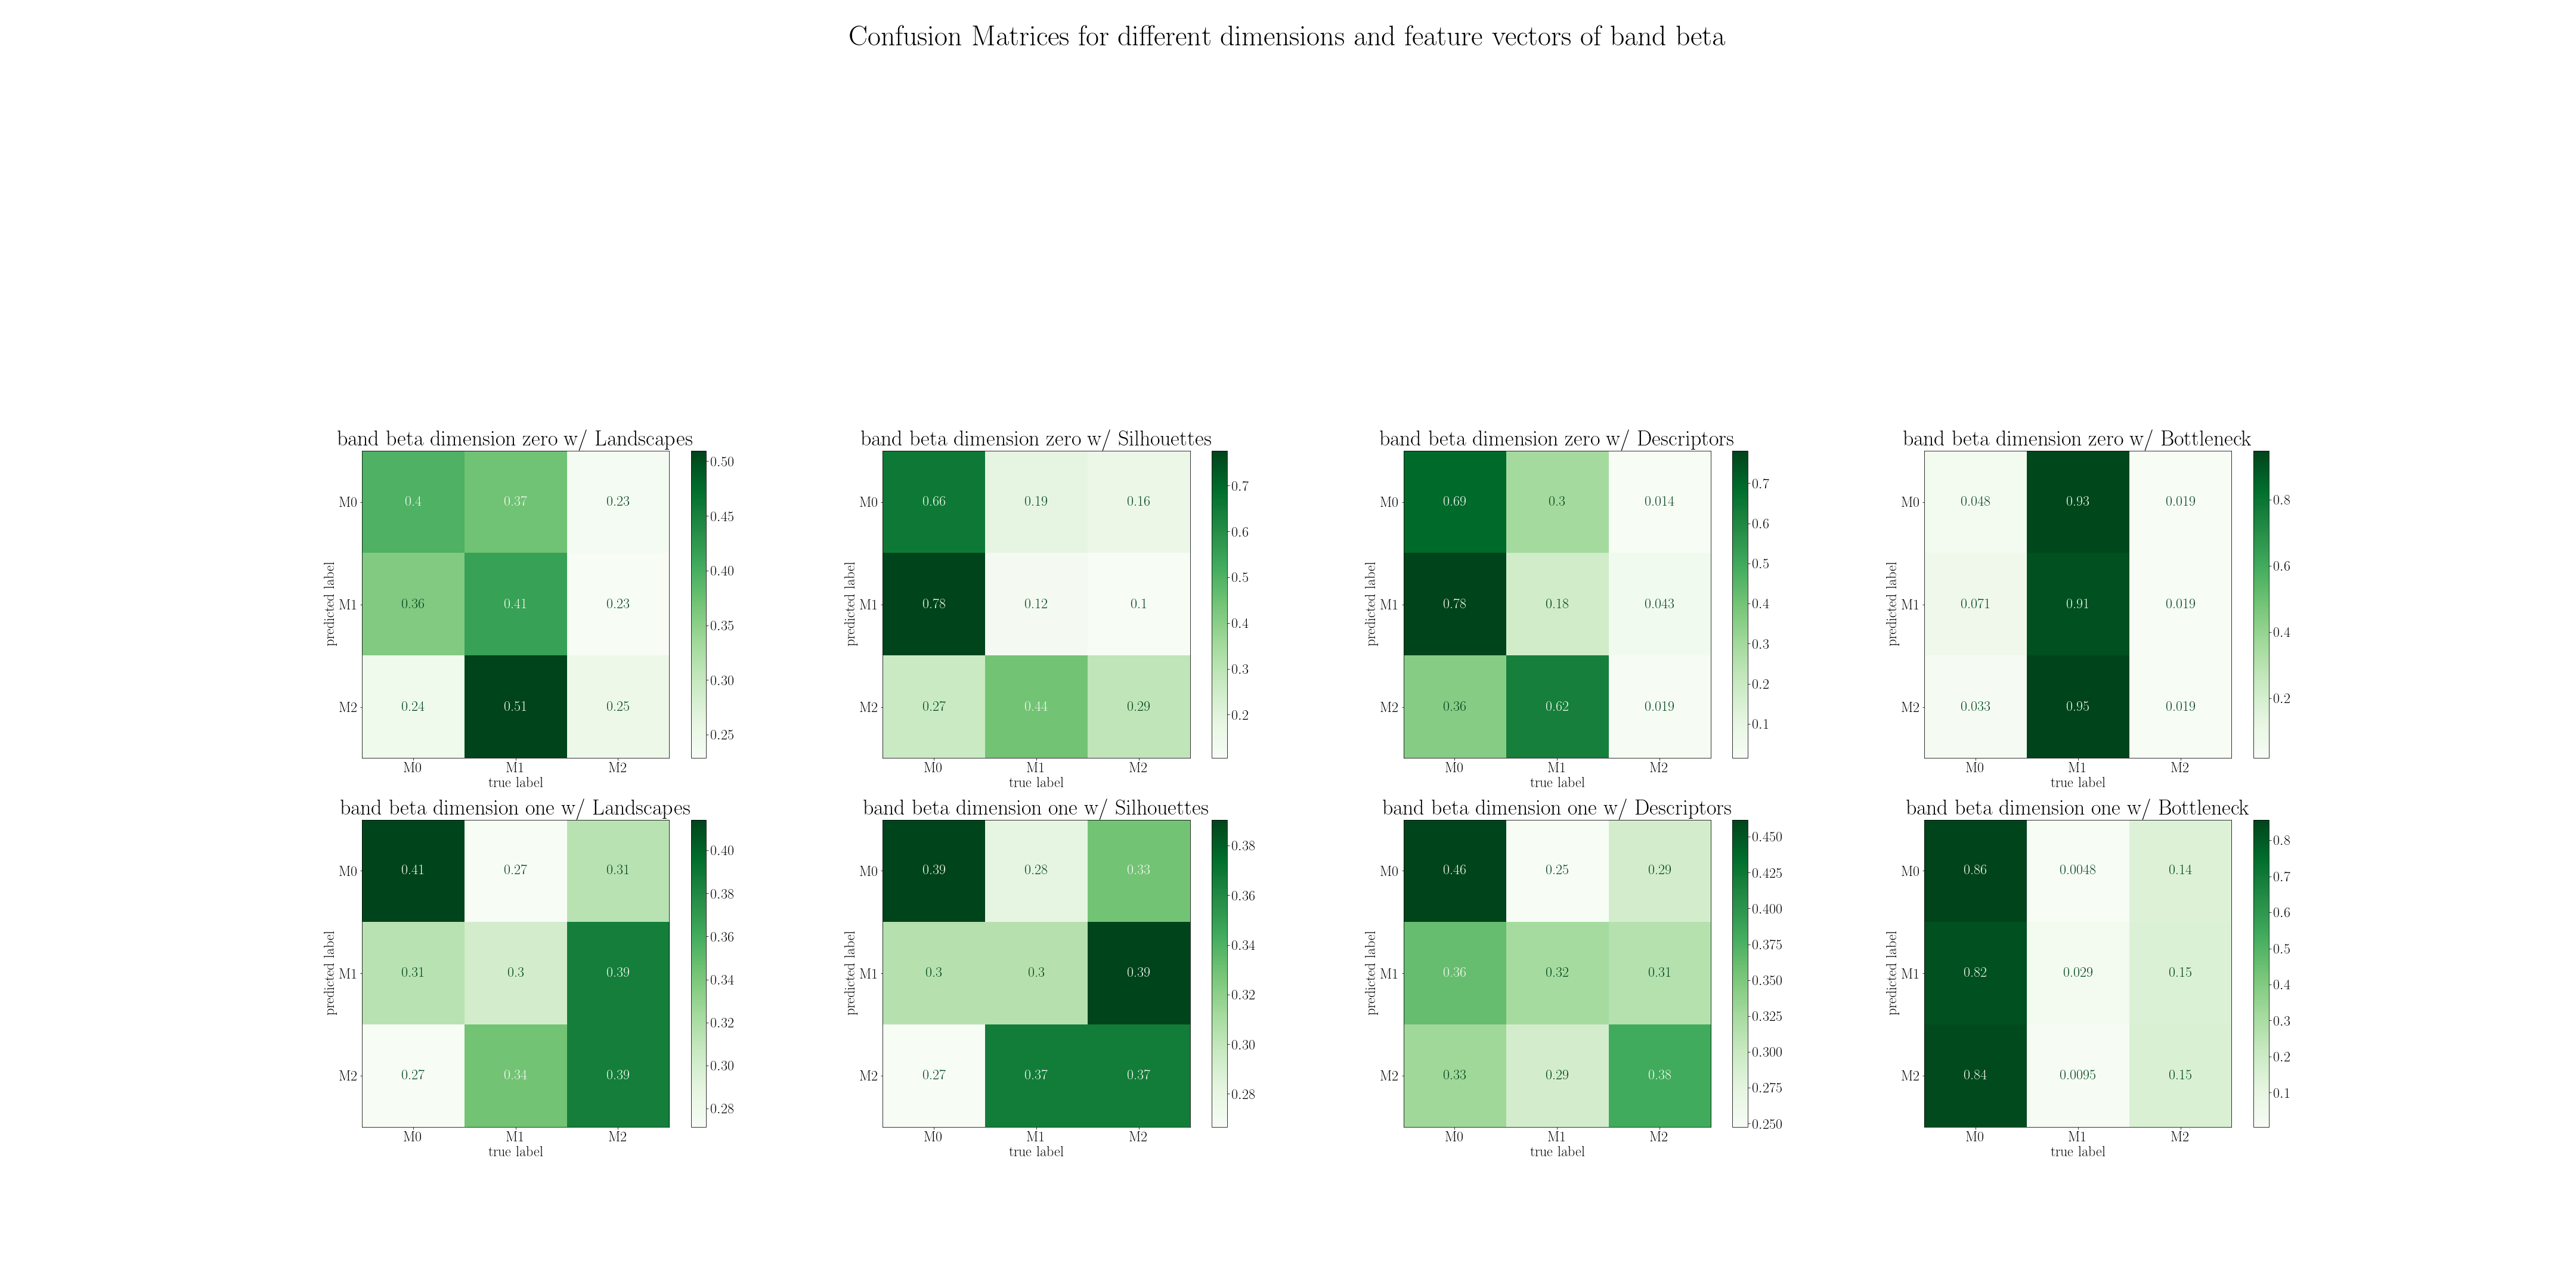 Confusion Matrices for different dimensions and feature vectors of band beta
band beta dimension zero w/ Landscapes
M0 0.4 0.37 0.23
M1 0.36 0.41 0.23
M2 0.24 0.51 0.25
M0 M1 M2
true label
predicted label
0.50
0.45
0.40
0.35
0.30
0.25
band beta dimension zero w/ Silhouettes
M0 0.66 0.19 0.16
M1 0.78 0.12 0.1
M2 0.27 0.44 0.29
M0 M1 M2
true label
predicted label
0.7
0.6
0.5
0.4
0.3
0.2
band beta dimension zero w/ Descriptors
M0 0.69 0.3 0.014
M1 0.78 0.18 0.043
M2 0.36 0.62 0.019
M0 M1 M2
true label
predicted label
0.7
0.6
0.5
0.4
0.3
0.2
0.1
band beta dimension zero w/ Bottleneck
M0 0.048 0.93 0.019
M1 0.071 0.91 0.019
M2 0.033 0.95 0.019
M0 M1 M2
true label
predicted label
0.8
0.6
0.4
0.2
band beta dimension one w/ Landscapes
M0 0.41 0.27 0.31
M1 0.31 0.3 0.39
M2 0.27 0.34 0.39
M0 M1 M2
true label
predicted label
0.40
0.38
0.36
0.34
0.32
0.30
0.28
band beta dimension one w/ Silhouettes
M0 0.39 0.28 0.33
M1 0.3 0.3 0.39
M2 0.27 0.37 0.37
M0 M1 M2
true label
predicted label
0.38
0.36
0.34
0.32
0.30
0.28
band beta dimension one w/ Descriptors
M0 0.46 0.25 0.29
M1 0.36 0.32 0.31
M2 0.33 0.29 0.38
M0 M1 M2
true label
predicted label
0.450
0.425
0.400
0.375
0.350
0.325
0.300
0.275
0.250
band beta dimension one w/ Bottleneck
M0 0.86 0.0048 0.14
M1 0.82 0.029 0.15
M2 0.84 0.0095 0.15
M0 M1 M2
true label
predicted label
0.8
0.7
0.6
0.5
0.4
0.3
0.2
0.1